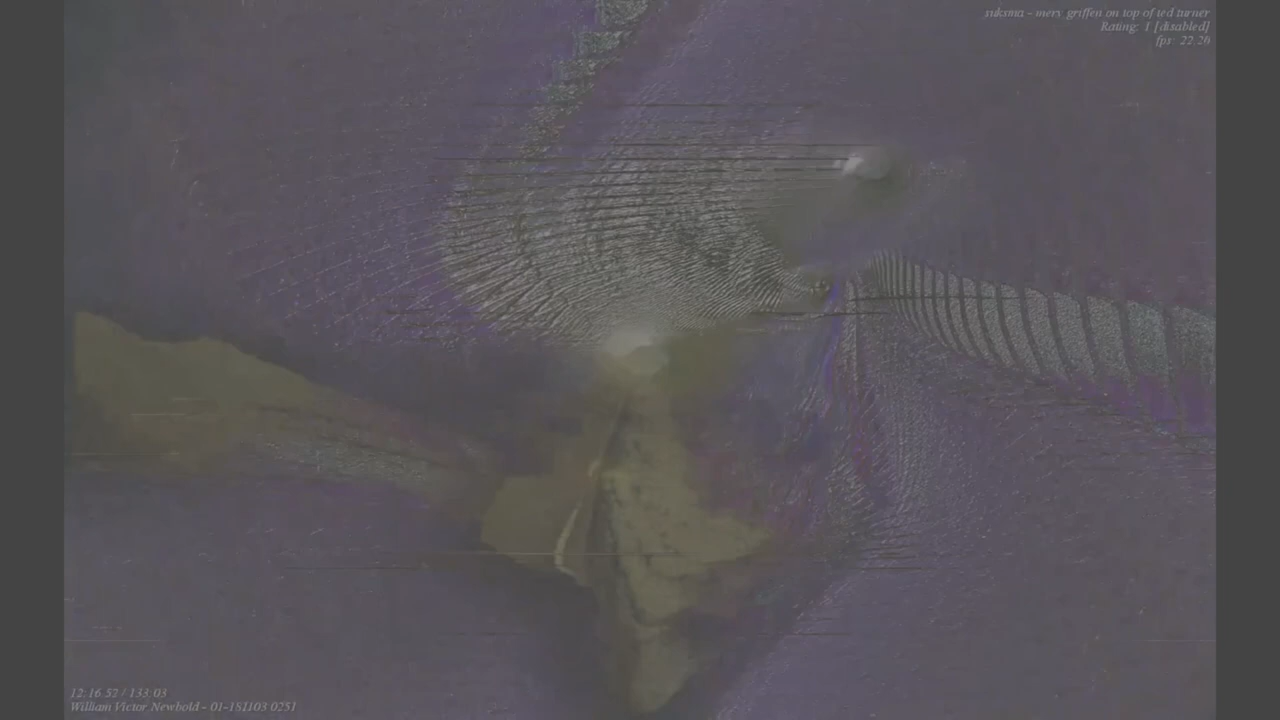 suksma - merv griffen on top of ted turner
Rating: 1 [disabled]
fps: 22.26
12:16.52 / 133:03
William Victor Newbold - 01-181103 0251